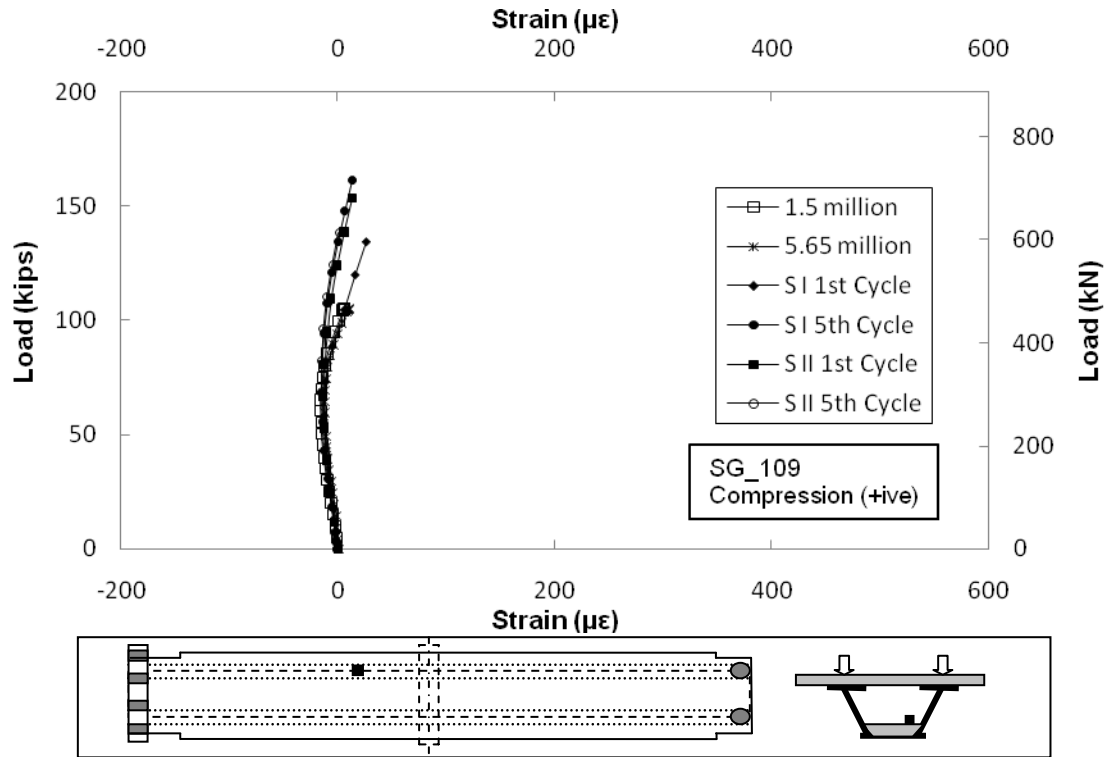 Strain (µε)
-200 0 200 400 600
200
150
100
50
0
Load (kips)
800
600
400
200
0
Load (kN)
1.5 million
5.65 million
S I 1st Cycle
S I 5th Cycle
S II 1st Cycle
S II 5th Cycle
SG_109
Compression (+ive)
-200 0 200 400 600
Strain (µε)